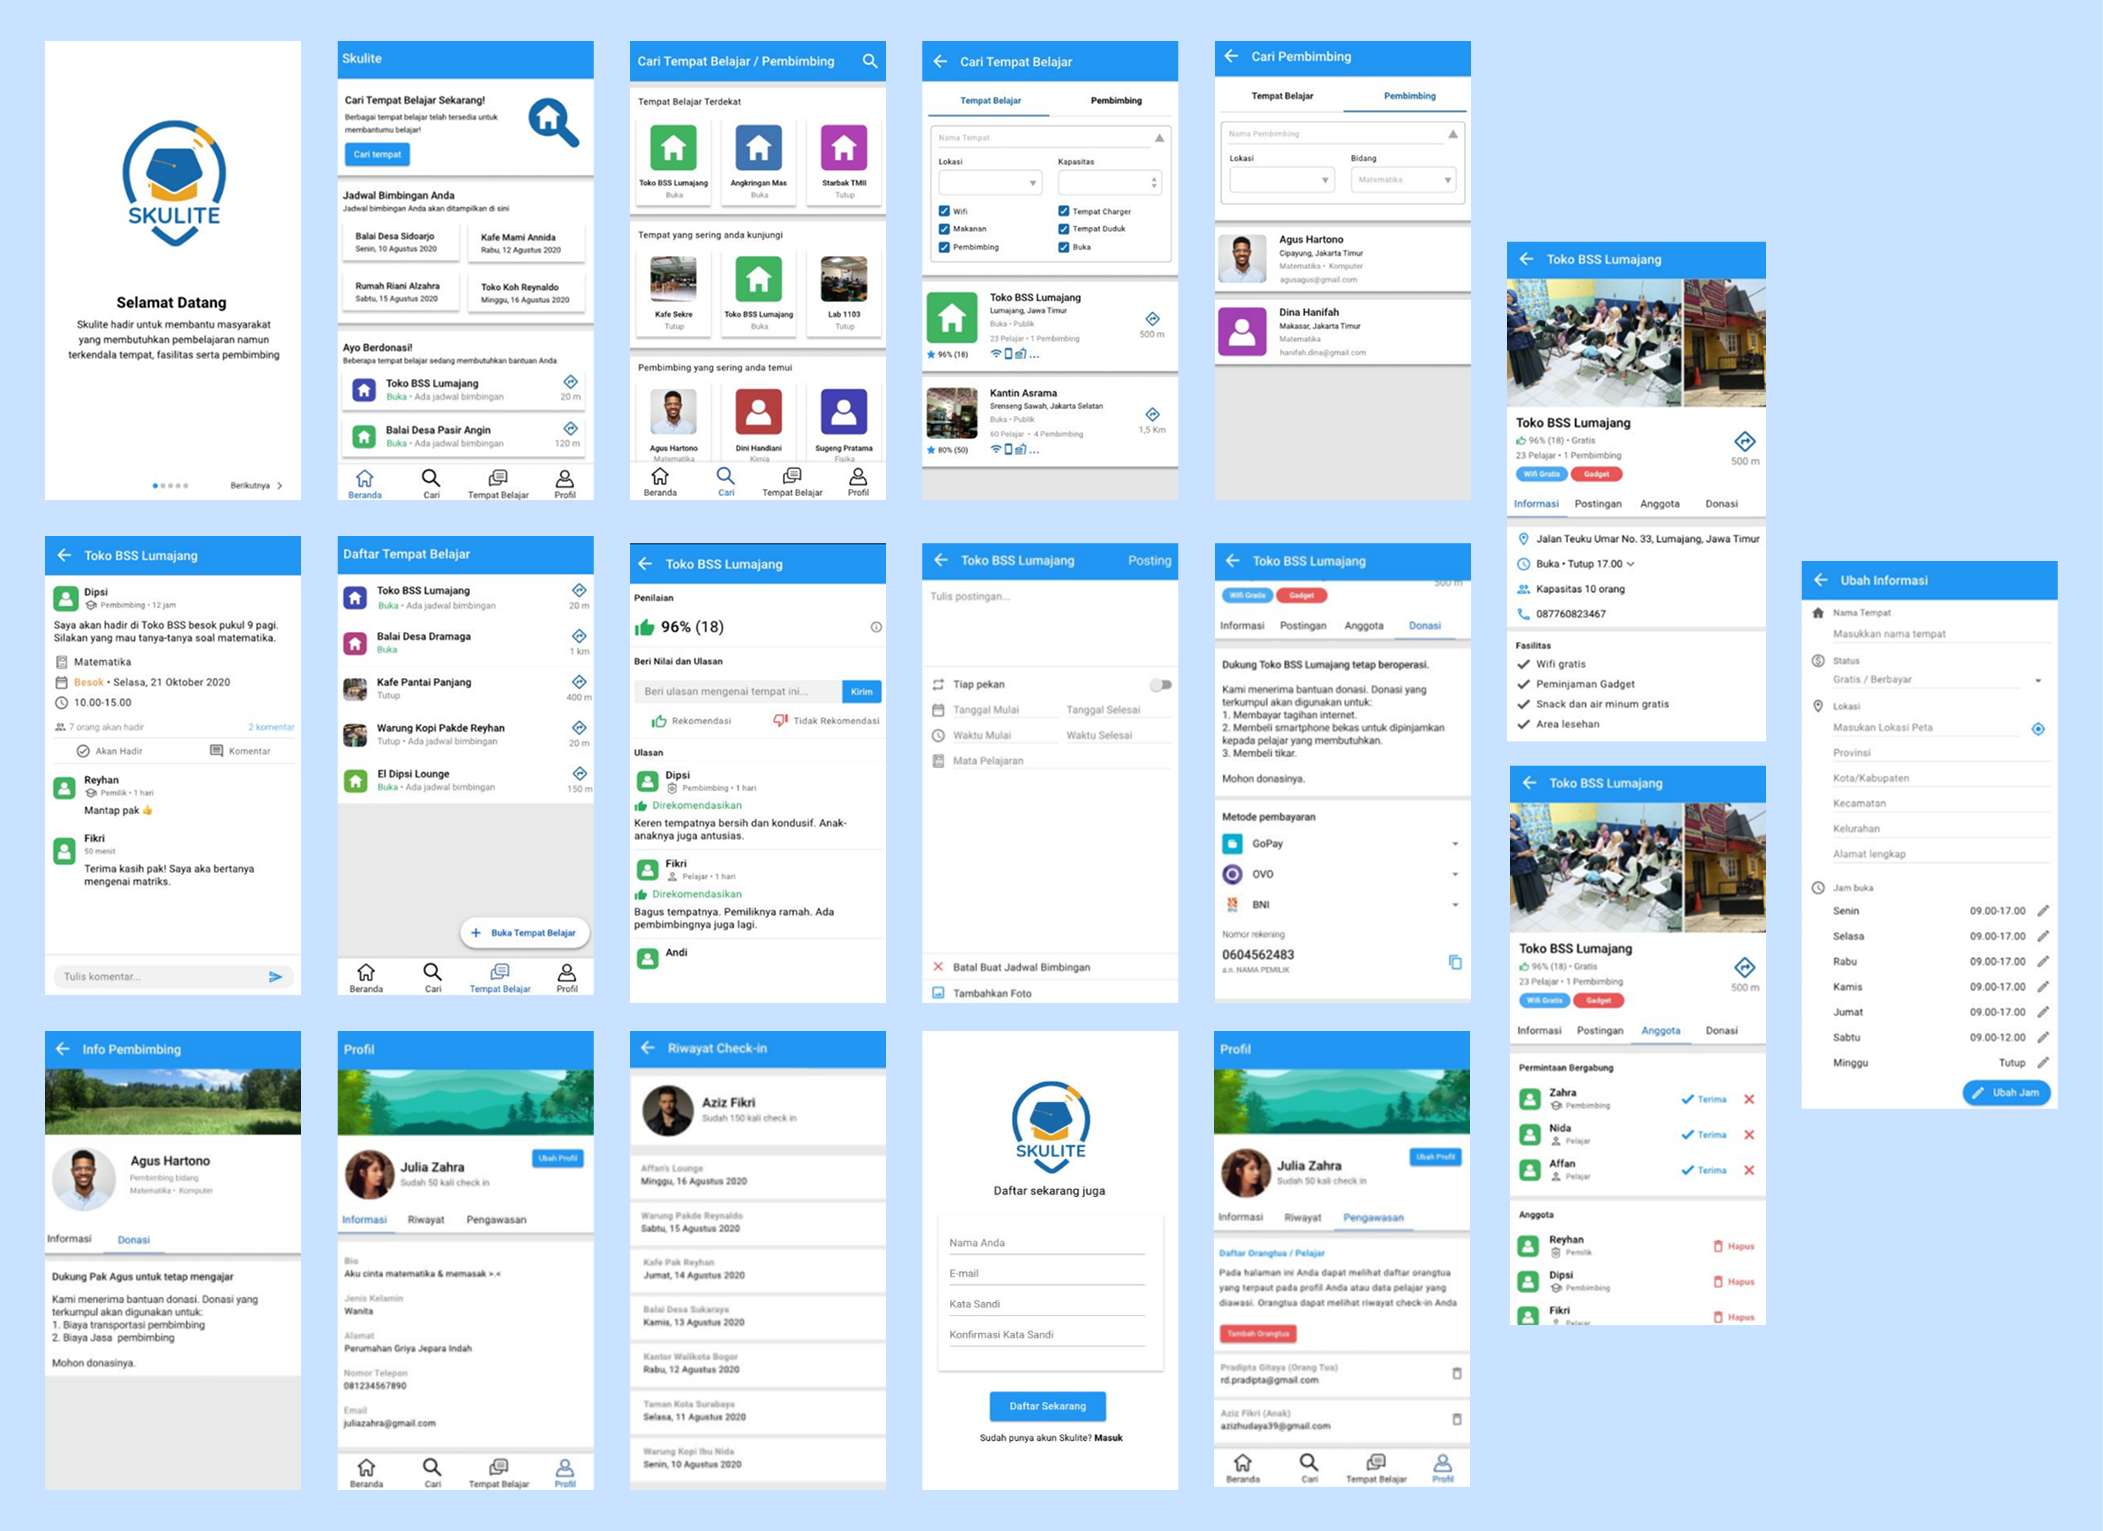 SKULITE
Selamat Datang
Skulite hadir untuk membantu masyarakat
yang membutuhkan pembelajaran namun
terkendala tempat, fasilitas serta pembimbing
Berikutnya
Skulite
Cari Tempat Belajar Sekarang!
Berbagai tempat belajar telah tersedia untuk
membantumu belajar!
Cari tempat
Jadwal Bimbingan Anda
Jadwal bimbingan Anda akan ditampilkan di sini
Balai Desa Sidoarjo
Senin, 10 Agustus 2020
Kafe Mami Annida
Rabu, 12 Agustus 2020
Rumah Riani Alzahra
Sabtu, 15 Agustus 2020
Toko Koh Reynaldo
Minggu, 16 Agustus 2020
Ayo Berdonasi!
Beberapa tempat belajar sedang membutuhkan bantuan Anda
Toko BSS Lumajang
Buka • Ada jadwal bimbingan
20 m
Balai Desa Pasir Angin
Buka • Ada jadwal bimbingan
120 m
Beranda Cari Tempat Belajar Profil
Cari Tempat Belajar / Pembimbing
Tempat Belajar Terdekat
Toko BSS Lumajang
Buka
Angkringan Mas
Buka
Starbak TMII
Tutup
Tempat yang sering anda kunjungi
Kafe Sekre
Tutup
Toko BSS Lumajang
Buka
Lab 1103
Tutup
Pembimbing yang sering anda temui
Agus Hartono
Matematika
Dini Handiani
Kimia
Sugeng Pratama
Fisika
Beranda Cari Tempat Belajar Profil
Cari Tempat Belajar
Tempat Belajar Pembimbing
Nama Tempat
Lokasi Kapasitas
Wifi Tempat Charger
Makanan Tempat Duduk
Pembimbing Buka
Toko BSS Lumajang
Lumajang, Jawa Timur
Buka • Publik
23 Pelajar • 1 Pembimbing
500 m
96% (18) ...
Kantin Asrama
Srenseng Sawah, Jakarta Selatan
Buka • Publik
60 Pelajar • 4 Pembimbing
1,5 Km
80% (50) ...
Cari Pembimbing
Tempat Belajar Pembimbing
Nama Pembimbing
Lokasi Bidang
Matematika
Agus Hartono
Cipayung, Jakarta Timur
Matematika • Komputer
agusagus@gmail.com
Dina Hanifah
Makasar, Jakarta Timur
Matematika
hanifah.dina@gmail.com
Toko BSS Lumajang
Toko BSS Lumajang
96% (18) • Gratis
23 Pelajar • 1 Pembimbing
500 m
Wifi Gratis Gadget
Informasi Postingan Anggota Donasi
Jalan Teuku Umar No. 33, Lumajang, Jawa Timur
Buka • Tutup 17.00
Kapasitas 10 orang
087760823467
Fasilitas
Wifi gratis
Peminjaman Gadget
Snack dan air minum gratis
Area lesehan
Toko BSS Lumajang
Dipsi
Pembimbing • 12 jam
Saya akan hadir di Toko BSS besok pukul 9 pagi.
Silakan yang mau tanya-tanya soal matematika.
Matematika
Besok • Selasa, 21 Oktober 2020
10.00-15.00
7 orang akan hadir 2 komentar
Akan Hadir Komentar
Reyhan
Pemilik • 1 hari
Mantap pak 👍
Fikri
50 menit
Terima kasih pak! Saya aka bertanya
mengenai matriks.
Tulis komentar...
Daftar Tempat Belajar
Toko BSS Lumajang
Buka • Ada jadwal bimbingan
20 m
Balai Desa Dramaga
Buka
1 km
Kafe Pantai Panjang
Tutup
400 m
Warung Kopi Pakde Reyhan
Tutup • Ada jadwal bimbingan
20 m
El Dipsi Lounge
Buka • Ada jadwal bimbingan
150 m
+ Buka Tempat Belajar
Beranda Cari Tempat Belajar Profil
Toko BSS Lumajang
Penilaian
96% (18)
Beri Nilai dan Ulasan
Beri ulasan mengenai tempat ini... Kirim
Rekomendasi Tidak Rekomendasi
Ulasan
Dipsi
Pembimbing • 1 hari
Direkomendasikan
Keren tempatnya bersih dan kondusif. Anak-
anaknya juga antusias.
Fikri
Pelajar • 1 hari
Direkomendasikan
Bagus tempatnya. Pemiliknya ramah. Ada
pembimbingnya juga lagi.
Andi
Toko BSS Lumajang Posting
Tulis postingan...
Tiap pekan
Tanggal Mulai Tanggal Selesai
Waktu Mulai Waktu Selesai
Mata Pelajaran
Batal Buat Jadwal Bimbingan
Tambahkan Foto
Toko BSS Lumajang
500 m
Wifi Gratis Gadget
Informasi Postingan Anggota Donasi
Dukung Toko BSS Lumajang tetap beroperasi.
Kami menerima bantuan donasi. Donasi yang
terkumpul akan digunakan untuk:
1. Membayar tagihan internet.
2. Membeli smartphone bekas untuk dipinjamkan
kepada pelajar yang membutuhkan.
3. Membeli tikar.
Mohon donasinya.
Metode pembayaran
GoPay
OVO
BNI
Nomor rekening
0604562483
a.n. NAMA PEMILIK
Toko BSS Lumajang
Toko BSS Lumajang
96% (18) • Gratis
23 Pelajar • 1 Pembimbing
500 m
Wifi Gratis Gadget
Informasi Postingan Anggota Donasi
Permintaan Bergabung
Zahra
Pembimbing
Terima
Nida
Pelajar
Terima
Affan
Pelajar
Terima
Anggota
Reyhan
Pemilik
Hapus
Dipsi
Pembimbing
Hapus
Fikri
Pelajar
Hapus
Ubah Informasi
Nama Tempat
Masukkan nama tempat
Status
Gratis / Berbayar
Lokasi
Masukan Lokasi Peta
Provinsi
Kota/Kabupaten
Kecamatan
Kelurahan
Alamat lengkap
Jam buka
Senin 09.00-17.00
Selasa 09.00-17.00
Rabu 09.00-17.00
Kamis 09.00-17.00
Jumat 09.00-17.00
Sabtu 09.00-12.00
Minggu Tutup
Ubah Jam
Info Pembimbing
Agus Hartono
Pembimbing bidang
Matematika • Komputer
Informasi Donasi
Dukung Pak Agus untuk tetap mengajar
Kami menerima bantuan donasi. Donasi yang
terkumpul akan digunakan untuk:
1. Biaya transportasi pembimbing
2. Biaya Jasa pembimbing
Mohon donasinya.
Profil
Ubah Profil
Julia Zahra
Sudah 50 kali check in
Informasi Riwayat Pengawasan
Bio
Aku cinta matematika & memasak >.<
Jenis Kelamin
Wanita
Alamat
Perumahan Griya Jepara Indah
Nomor Telepon
081234567890
Email
juliazahra@gmail.com
Beranda Cari Tempat Belajar Profil
Riwayat Check-in
Aziz Fikri
Sudah 150 kali check in
Affan's Lounge
Minggu, 16 Agustus 2020
Warung Pakde Reynaldo
Sabtu, 15 Agustus 2020
Kafe Pak Reyhan
Jumat, 14 Agustus 2020
Balai Desa Sukaraya
Kamis, 13 Agustus 2020
Kantor Walikota Bogor
Rabu, 12 Agustus 2020
Taman Kota Surabaya
Selasa, 11 Agustus 2020
Warung Kopi Ibu Nida
Senin, 10 Agustus 2020
SKULITE
Daftar sekarang juga
Nama Anda
E-mail
Kata Sandi
Konfirmasi Kata Sandi
Daftar Sekarang
Sudah punya akun Skulite? Masuk
Profil
Ubah Profil
Julia Zahra
Sudah 50 kali check in
Informasi Riwayat Pengawasan
Daftar Orangtua / Pelajar
Pada halaman ini Anda dapat melihat daftar orangtua
yang terpaut pada profil Anda atau data pelajar yang
diawasi. Orangtua dapat melihat riwayat check-in Anda
Tambah Orangtua
Pradipta Gitaya (Orang Tua)
rd.pradipta@gmail.com
Aziz Fikri (Anak)
azizhudaya39@gmail.com
Beranda Cari Tempat Belajar Profil